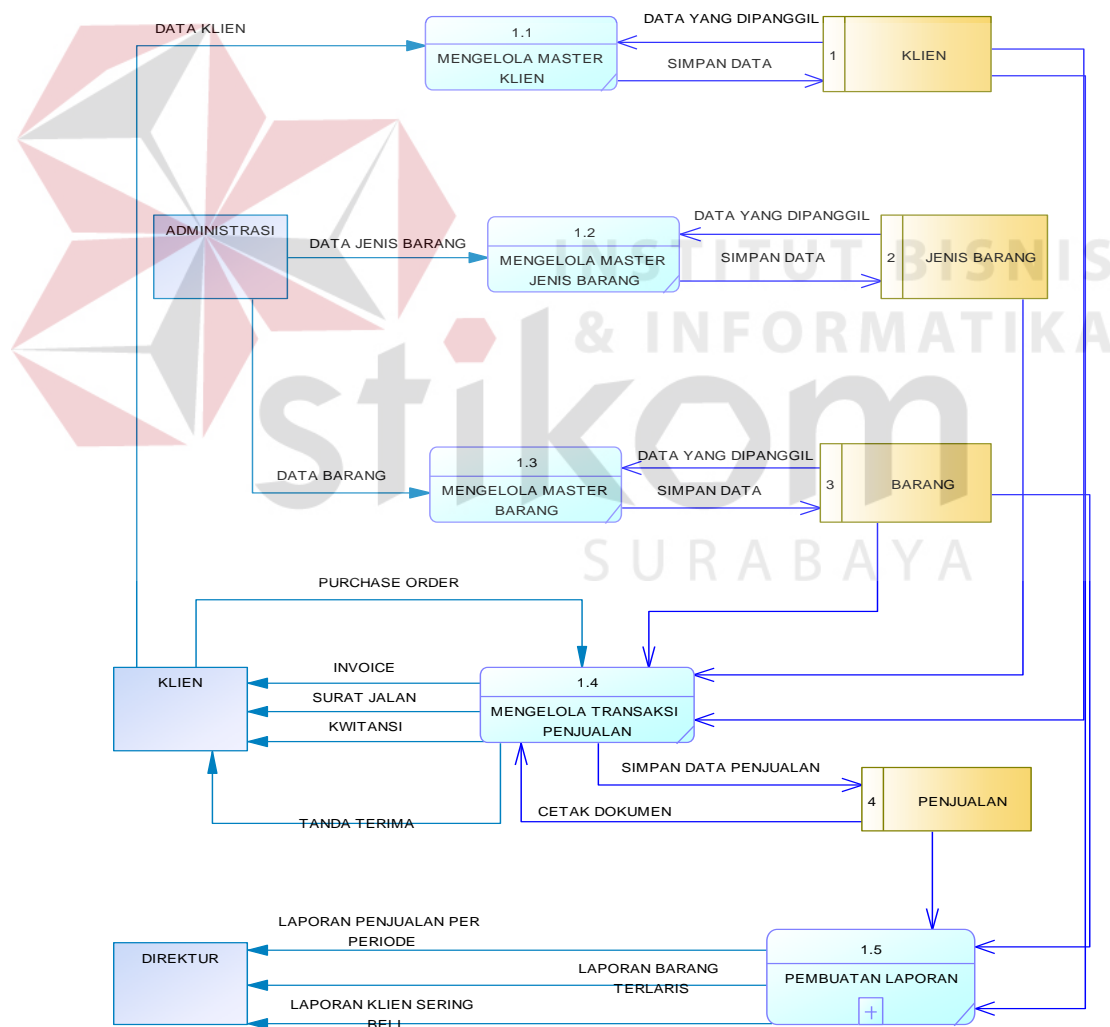 DATA KLIEN
1.1
MENGELOLA MASTER
KLIEN
DATA YANG DIPANGGIL
SIMPAN DATA
1
KLIEN
ADMINISTRASI
DATA JENIS BARANG
1.2
MENGELOLA MASTER
JENIS BARANG
DATA YANG DIPANGGIL
SIMPAN DATA
2
JENIS BARANG
INSTITUT BISNIS
& INFORMATIKA
stikom
SURABAYA
DATA BARANG
1.3
MENGELOLA MASTER
BARANG
DATA YANG DIPANGGIL
SIMPAN DATA
3
BARANG
PURCHASE ORDER
KLIEN
INVOICE
SURAT JALAN
KWITANSI
TANDA TERIMA
1.4
MENGELOLA TRANSAKSI
PENJUALAN
SIMPAN DATA PENJUALAN
CETAK DOKUMEN
4
PENJUALAN
DIREKTUR
LAPORAN PENJUALAN PER
PERIODE
LAPORAN BARANG
TERLARIS
LAPORAN KLIEN SERING
BELI
1.5
PEMBUATAN LAPORAN